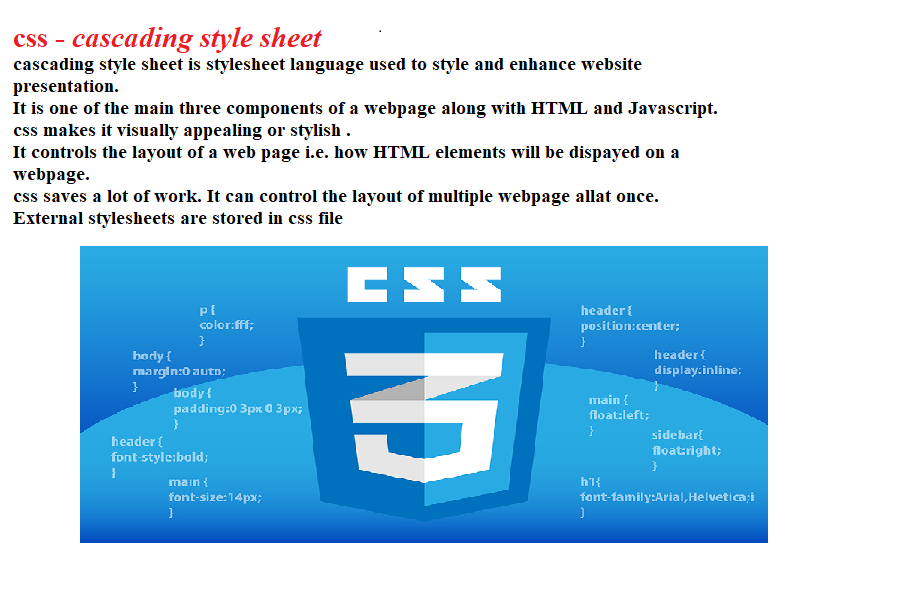 css - cascading style sheet
cascading style sheet is stylesheet language used to style and enhance website
presentation.
It is one of the main three components of a webpage along with HTML and Javascript.
css makes it visually appealing or stylish .
It controls the layout of a web page i.e. how HTML elements will be dispayed on a
webpage.
css saves a lot of work. It can control the layout of multiple webpage allat once.
External stylesheets are stored in css file
CSS
3
p {
color:fff;
}
body {
margin:0 auto;
}
body {
padding:0 3px 0 3px;
}
header {
font-style:bold;
}
main {
font-size:14px;
}
header {
position:center;
}
header {
display:inline;
}
main {
float:left;
}
sidebar{
float:right;
}
h1{
font-family:Arial,Helvetica;i
}